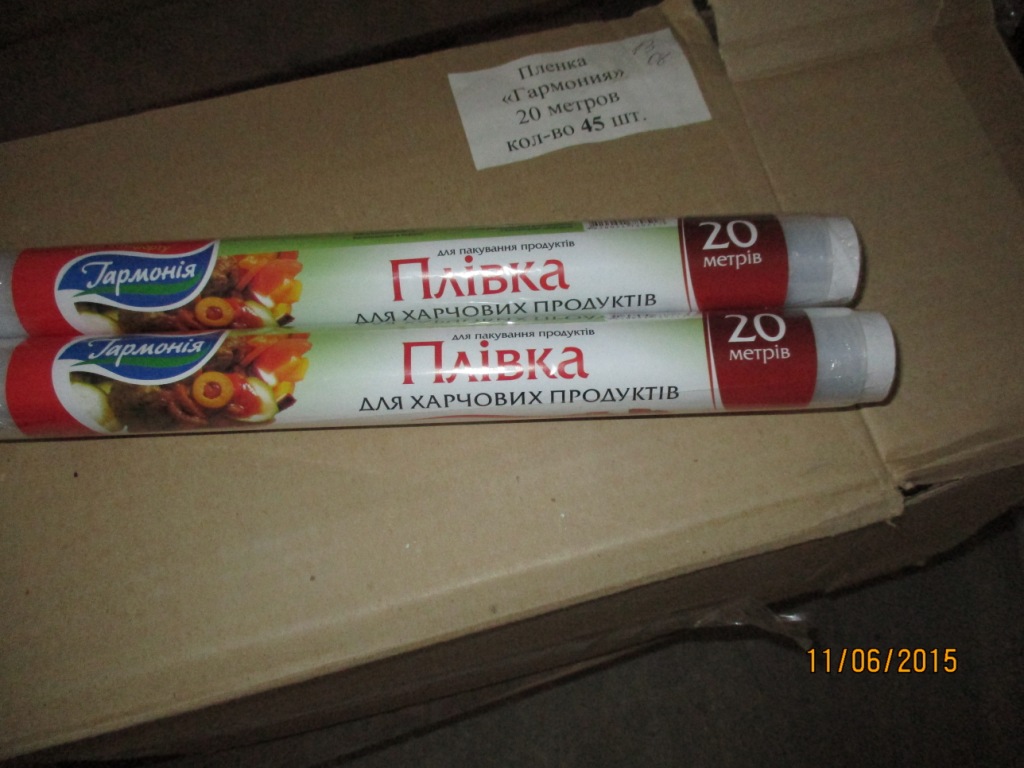 Пленка
«Гармония»
20 метров
кол-во 45 шт.
Гармонія
для пакування продуктів
Плівка
ДЛЯ ХАРЧОВИХ ПРОДУКТІВ
20
метрів
Гармонія
для пакування продуктів
Плівка
ДЛЯ ХАРЧОВИХ ПРОДУКТІВ
20
метрів
11/06/2015